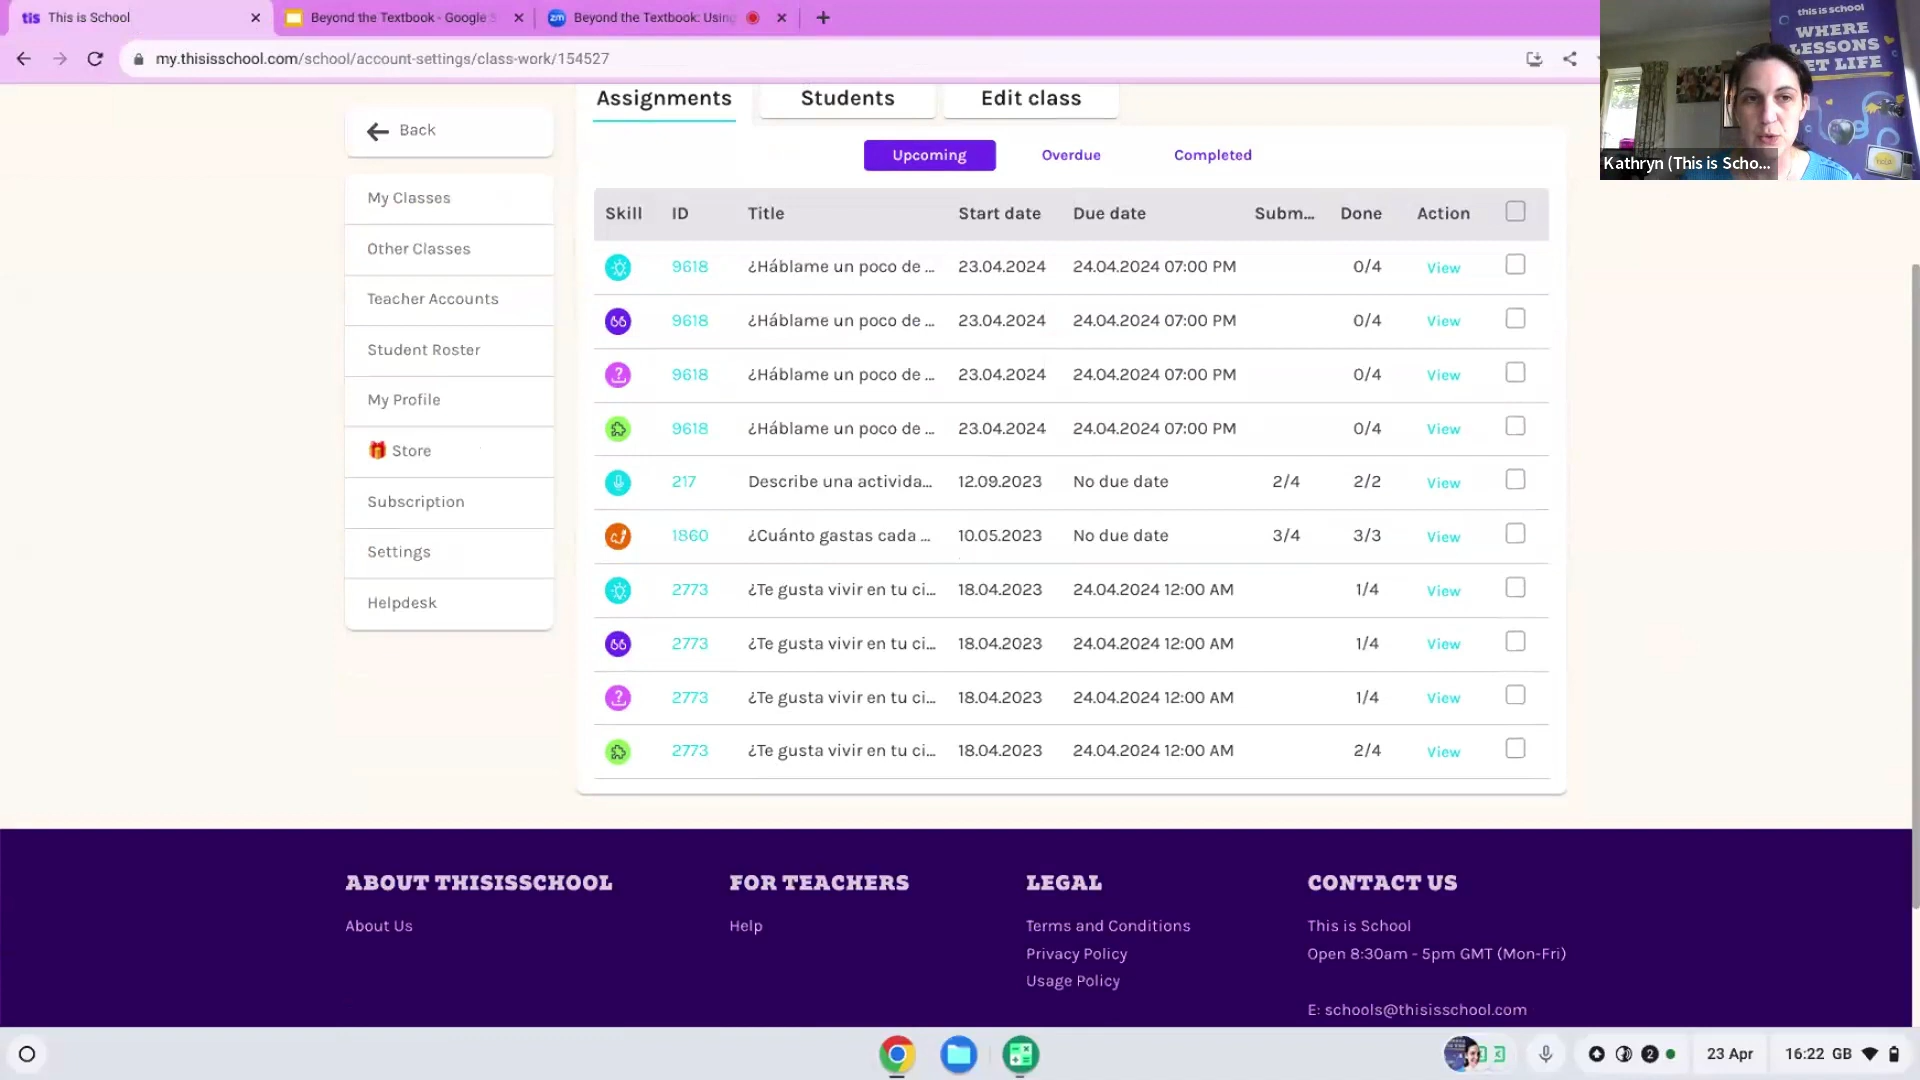 tis This is School
Beyond the Textbook - Google S
zm Beyond the Textbook: Using
my.thisisschool.com/school/account-settings/class-work/154527
this is school
WHERE
LESSONS
GET LIFE
Kathryn (This is Scho...
Back
My Classes
Other Classes
Teacher Accounts
Student Roster
My Profile
Store
Subscription
Settings
Helpdesk
Assignments Students Edit class
Upcoming Overdue Completed
Skill ID Title Start date Due date Subm... Done Action
9618 ¿Háblame un poco de ... 23.04.2024 24.04.2024 07:00 PM 0/4 View
9618 ¿Háblame un poco de ... 23.04.2024 24.04.2024 07:00 PM 0/4 View
9618 ¿Háblame un poco de ... 23.04.2024 24.04.2024 07:00 PM 0/4 View
9618 ¿Háblame un poco de ... 23.04.2024 24.04.2024 07:00 PM 0/4 View
217 Describe una activida... 12.09.2023 No due date 2/4 2/2 View
1860 ¿Cuánto gastas cada ... 10.05.2023 No due date 3/4 3/3 View
2773 ¿Te gusta vivir en tu ci... 18.04.2023 24.04.2024 12:00 AM 1/4 View
2773 ¿Te gusta vivir en tu ci... 18.04.2023 24.04.2024 12:00 AM 1/4 View
2773 ¿Te gusta vivir en tu ci... 18.04.2023 24.04.2024 12:00 AM 1/4 View
2773 ¿Te gusta vivir en tu ci... 18.04.2023 24.04.2024 12:00 AM 2/4 View
ABOUT THISISSCHOOL
About Us
FOR TEACHERS
Help
LEGAL
Terms and Conditions
Privacy Policy
Usage Policy
CONTACT US
This is School
Open 8:30am - 5pm GMT (Mon-Fri)
E: schools@thisisschool.com
2 23 Apr 16:22 GB